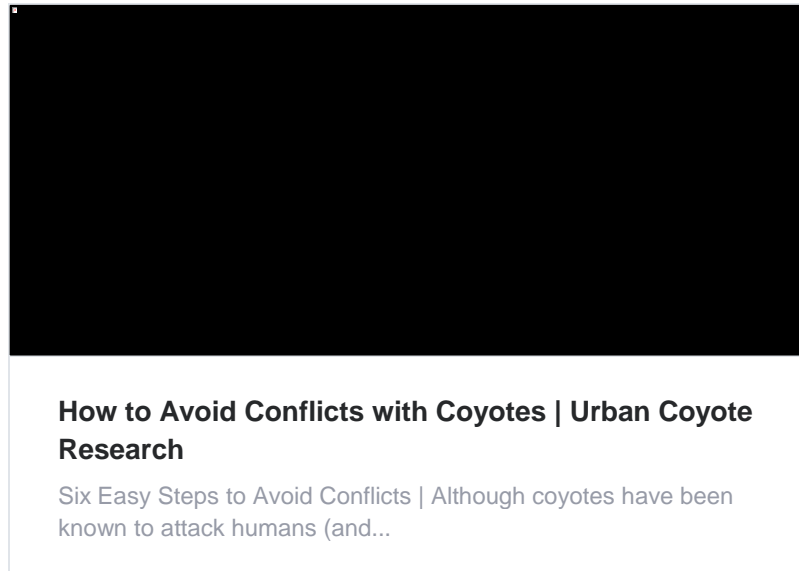 How to Avoid Conflicts with Coyotes | Urban Coyote
Research
Six Easy Steps to Avoid Conflicts | Although coyotes have been
known to attack humans (and...